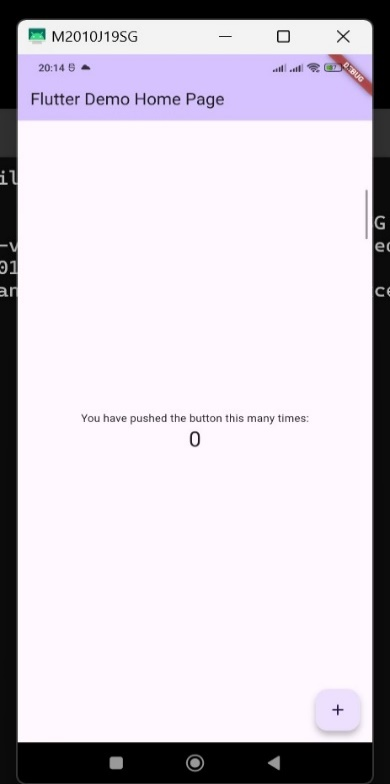 M2010J19SG
20:14
DEBUG
Flutter Demo Home Page
You have pushed the button this many times:
0
+